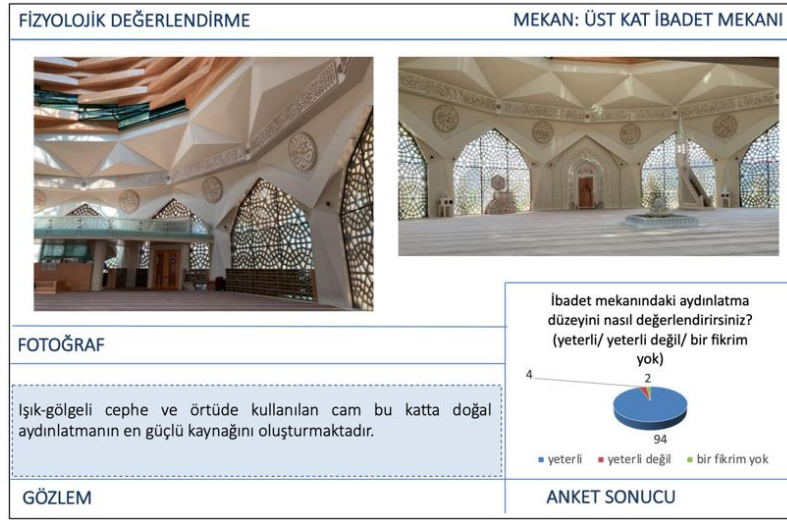 FİZYOLOJİK DEĞERLENDİRME
MEKAN: ÜST KAT İBADET MEKANI
FOTOĞRAF
Işık-gölgeli cephe ve örtüde kullanılan cam bu katta doğal
aydınlatmanın en güçlü kaynağını oluşturmaktadır.
GÖZLEM
İbadet mekanındaki aydınlatma
düzeyini nasıl değerlendirirsiniz?
(yeterli/ yeterli değil/ bir fikrim
yok)
4
2
94
yeterli yeterli değil bir fikrim yok
ANKET SONUCU